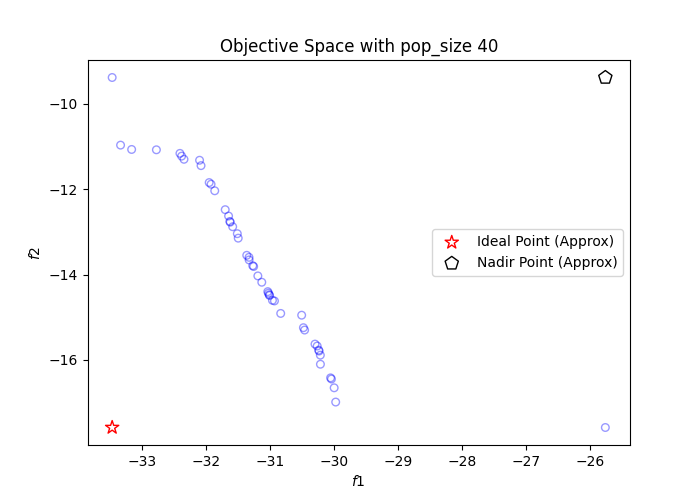 Objective Space with pop_size 40
−10
−12
−14
−16
f2
Ideal Point (Approx)
Nadir Point (Approx)
−33
−32
−31
−30
−29
−28
−27
−26
f1